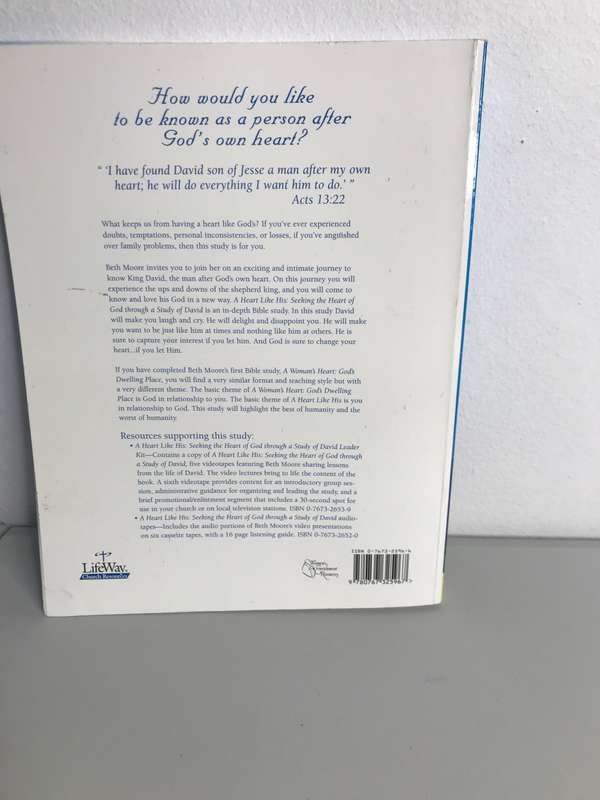 How would you like
to be known as a person after
God's own heart?
" 'I have found David son of Jesse a man after my own
heart; he will do everything I want him to do.' "
Acts 13:22
What keeps us from having a heart like God's? If you've ever experienced
doubts, temptations, personal inconsistencies, or losses, if you've anguished
over family problems, then this study is for you.
Beth Moore invites you to join her on an exciting and intimate journey to
know King David, the man after God's own heart. On this journey you will
experience the ups and downs of the shepherd king, and you will come to
know and love his God in a new way. A Heart Like His: Seeking the Heart of
God through a Study of David is an in-depth Bible study. In this study David
will make you laugh and cry. He will delight and disappoint you. He will make
you want to be just like him at times and nothing like him at others. He is
sure to capture your interest if you let him. And God is sure to change your
heart...if you let Him.
If you have completed Beth Moore's first Bible study, A Woman's Heart: God's
Dwelling Place, you will find a very similar format and teaching style but with
a very different theme. The basic theme of A Woman's Heart: God's Dwelling
Place is God in relationship to you. The basic theme of A Heart Like His is you
in relationship to God. This study will highlight the best of humanity and the
worst of humanity.
Resources supporting this study:
• A Heart Like His: Seeking the Heart of God through a Study of David Leader
Kit—Contains a copy of A Heart Like His: Seeking the Heart of God through
a Study of David; five videotapes featuring Beth Moore sharing lessons
from the life of David. The video lectures bring to life the content of the
book. A sixth videotape provides content for an introductory group ses-
sion, administrative guidance for organizing and leading the study, and a
brief promotional/enlistment segment that includes a 30-second spot for
use in your church or on local television stations. ISBN 0-7673-2653-9
• A Heart Like His: Seeking the Heart of God through a Study of David audio-
tapes—Includes the audio portions of Beth Moore's video presentations
on six cassette tapes, with a 16 page listening guide. ISBN 0-7673-2652-0
LifeWay
Church Resources
Women's
Enrichment
Ministry
ISBN 0-7673-2596-6
9 780767 325967 >